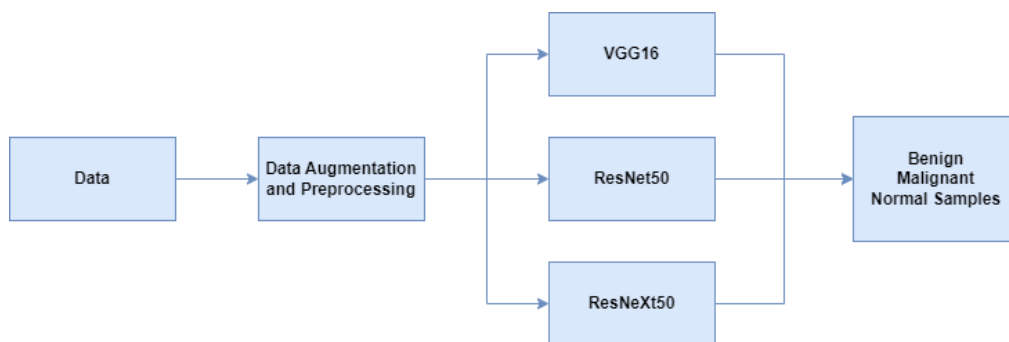 Data
Data Augmentation
and Preprocessing
VGG16
ResNet50
ResNeXt50
Benign
Malignant
Normal Samples